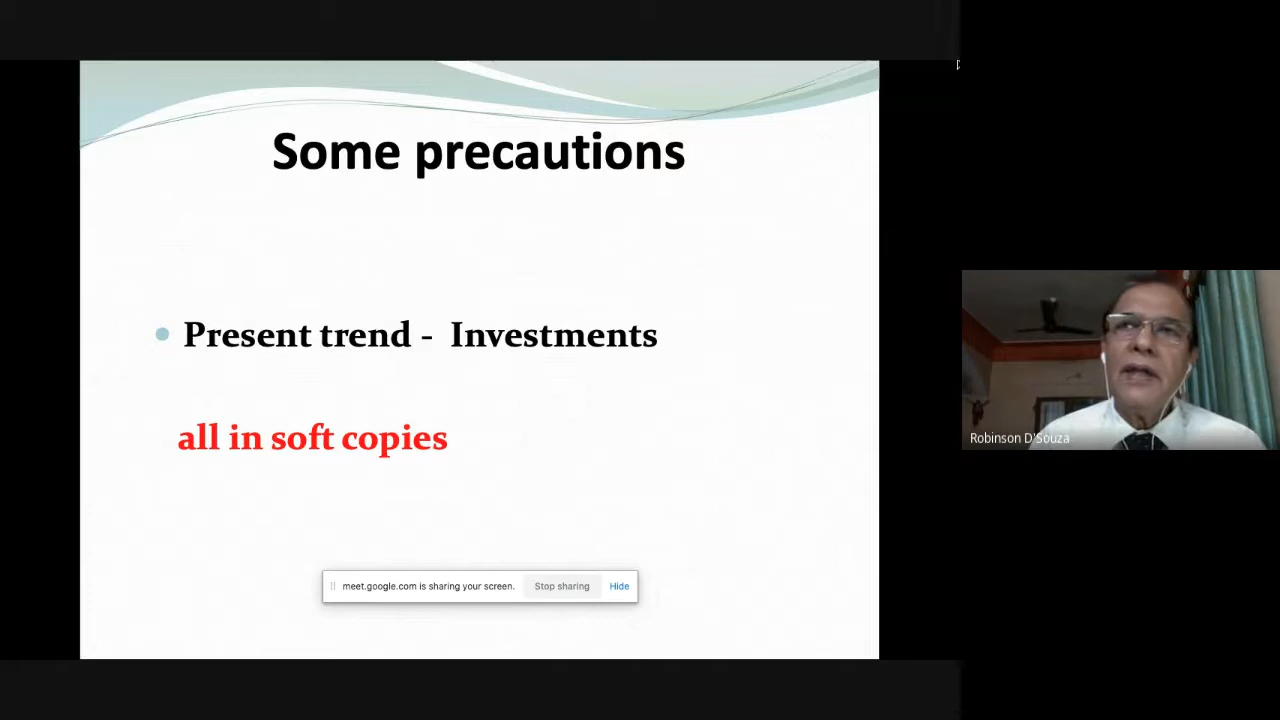 Some precautions
Present trend - Investments
all in soft copies
meet.google.com is sharing your screen. Stop sharing Hide
Robinson D'Souza